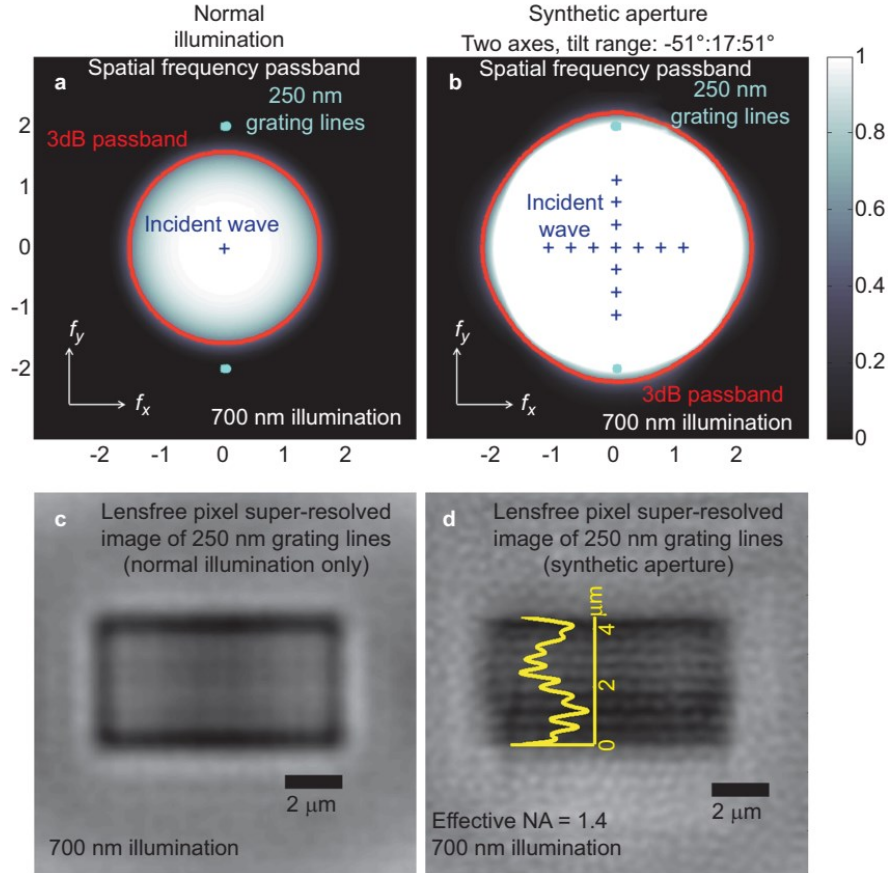 Normal
illumination
Synthetic aperture
Two axes, tilt range: -51°:17:51°
a
Spatial frequency passband
250 nm
grating lines
3dB passband
Incident wave
2
1
0
-1
-2
fy
fx
700 nm illumination
-2 -1 0 1 2
b
Spatial frequency passband
250 nm
grating lines
Incident
wave
fy
fx
3dB passband
700 nm illumination
-2 -1 0 1 2
1
0.8
0.6
0.4
0.2
0
c
Lensfree pixel super-resolved
image of 250 nm grating lines
(normal illumination only)
2 μm
700 nm illumination
d
Lensfree pixel super-resolved
image of 250 nm grating lines
(synthetic aperture)
μm
4
2
0
2 μm
Effective NA = 1.4
700 nm illumination